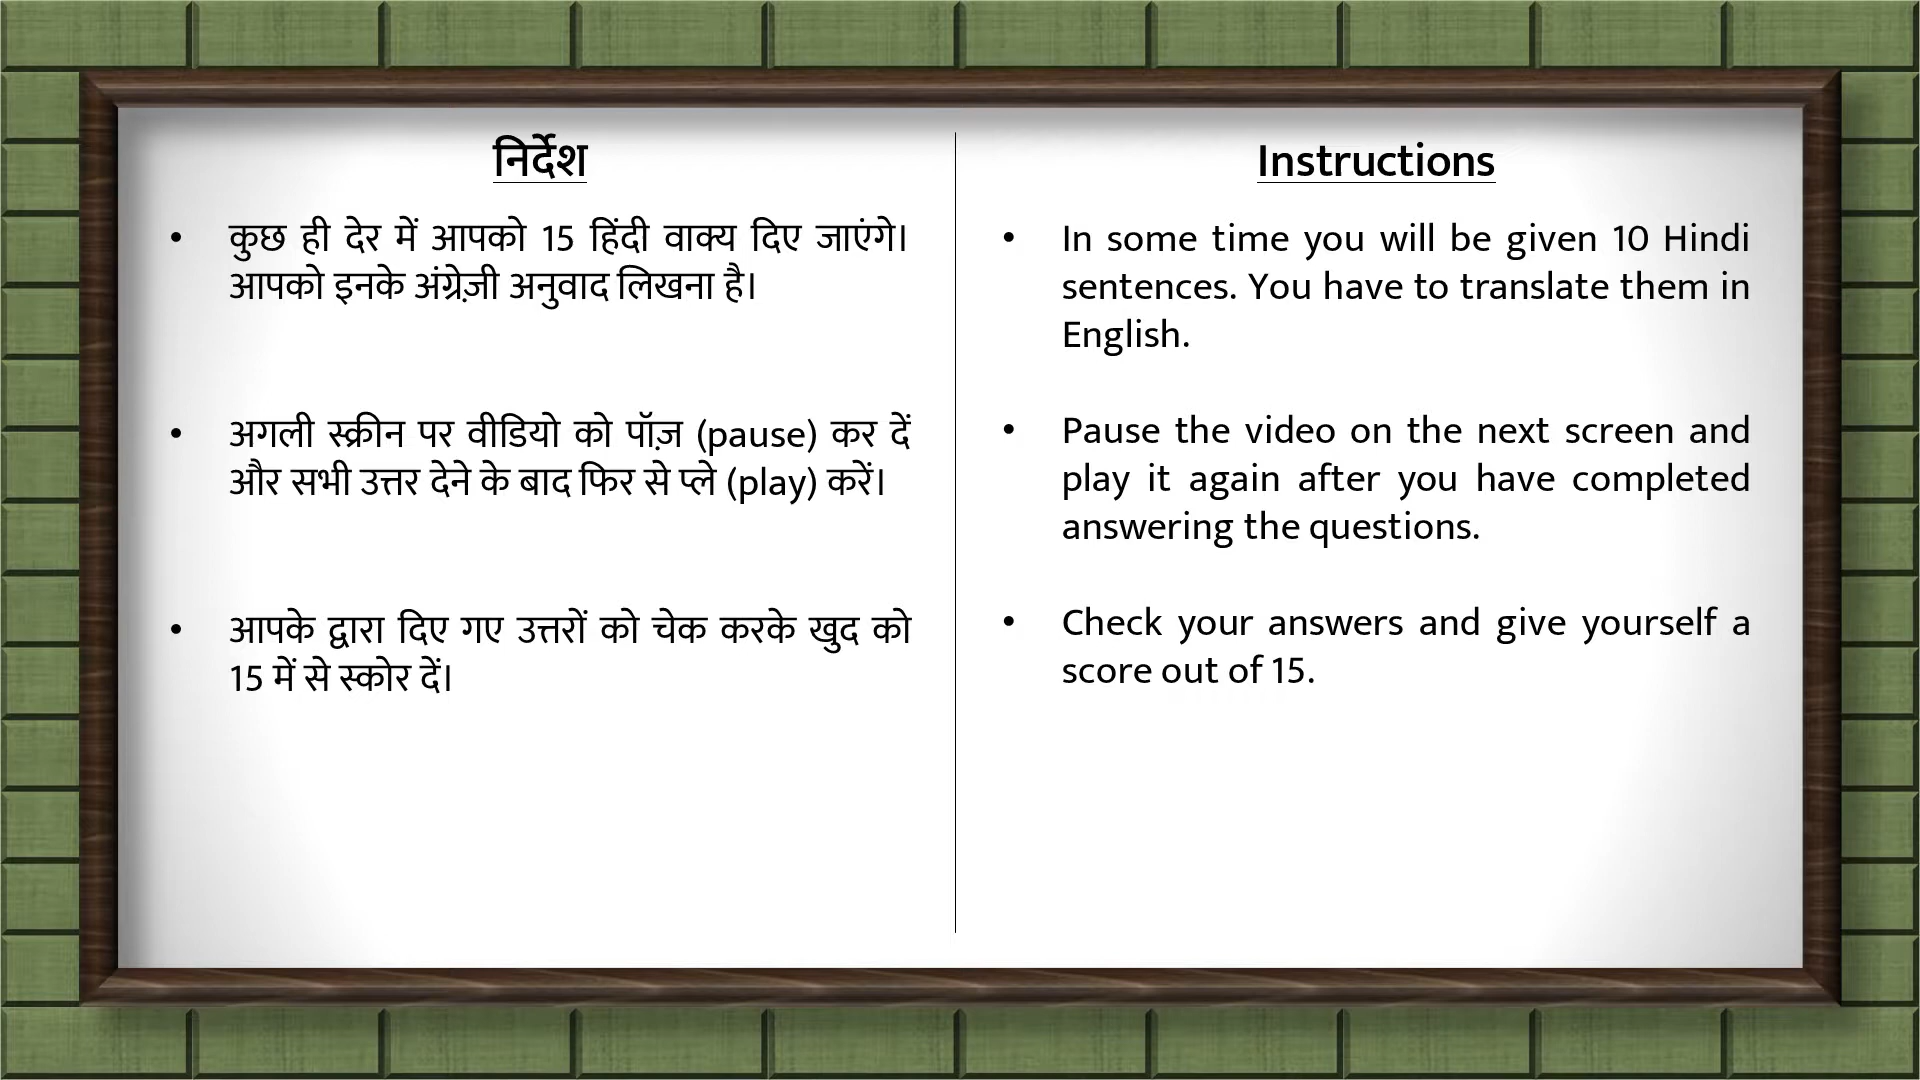 निर्देश
• कुछ ही देर में आपको 15 हिंदी वाक्य दिए जाएंगे।
आपको इनके अंग्रेज़ी अनुवाद लिखना है।
• अगली स्क्रीन पर वीडियो को पॉज़ (pause) कर दें
और सभी उत्तर देने के बाद फिर से प्ले (play) करें।
• आपके द्वारा दिए गए उत्तरों को चेक करके खुद को
15 में से स्कोर दें।
Instructions
• In some time you will be given 10 Hindi
sentences. You have to translate them in
English.
• Pause the video on the next screen and
play it again after you have completed
answering the questions.
• Check your answers and give yourself a
score out of 15.